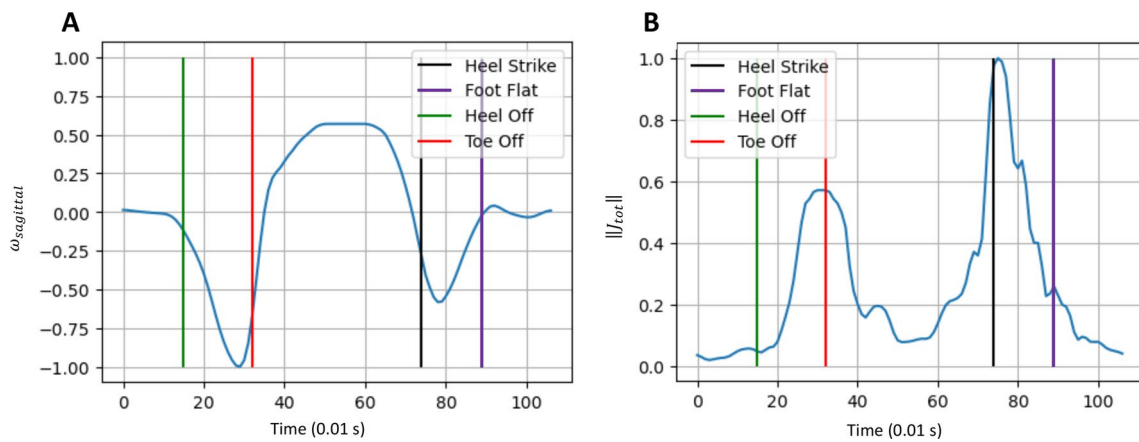 A
1.00
0.75
0.50
0.25
0.00
−0.25
−0.50
−0.75
−1.00
ω_sagittal
Heel Strike
Foot Flat
Heel Off
Toe Off
0 20 40 60 80 100
Time (0.01 s)
B
1.0
0.8
0.6
0.4
0.2
0.0
‖J_tot‖
Heel Strike
Foot Flat
Heel Off
Toe Off
0 20 40 60 80 100
Time (0.01 s)